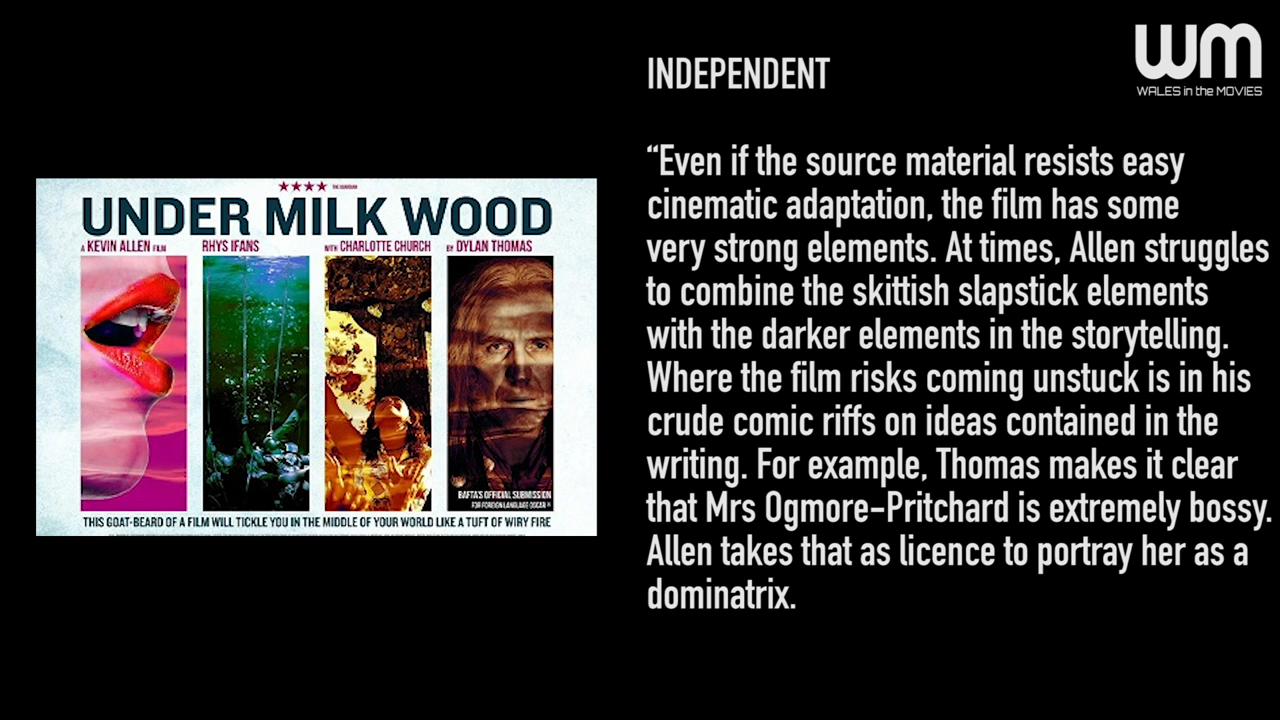 ★★★★ THE GUARDIAN
UNDER MILK WOOD
A KEVIN ALLEN FILM RHYS IFANS WITH CHARLOTTE CHURCH BY DYLAN THOMAS
BAFTA'S OFFICIAL SUBMISSION
FOR FOREIGN LANGUAGE OSCAR
THIS GOAT-BEARD OF A FILM WILL TICKLE YOU IN THE MIDDLE OF YOUR WORLD LIKE A TUFT OF WIRY FIRE
wm
WALES in the MOVIES
INDEPENDENT
“Even if the source material resists easy
cinematic adaptation, the film has some
very strong elements. At times, Allen struggles
to combine the skittish slapstick elements
with the darker elements in the storytelling.
Where the film risks coming unstuck is in his
crude comic riffs on ideas contained in the
writing. For example, Thomas makes it clear
that Mrs Ogmore-Pritchard is extremely bossy.
Allen takes that as licence to portray her as a
dominatrix.